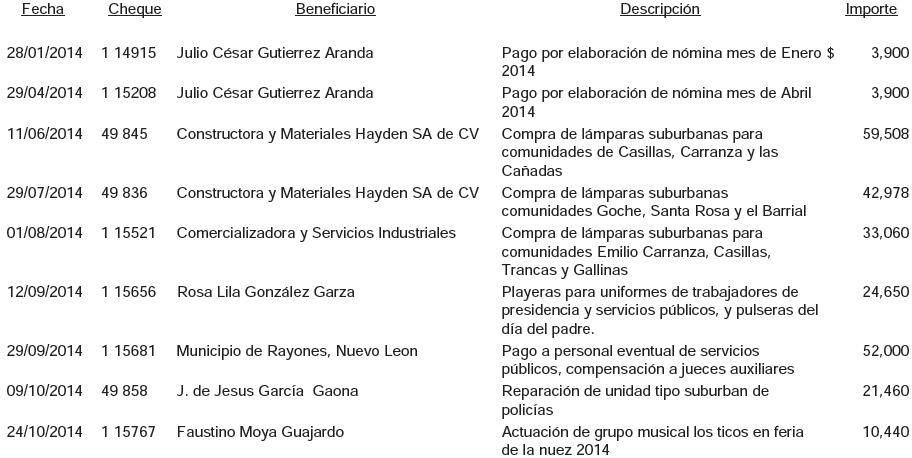 Fecha Cheque Beneficiario Descripción Importe
28/01/2014 1 14915 Julio César Gutierrez Aranda Pago por elaboración de nómina mes de Enero $ 3,900
2014
29/04/2014 1 15208 Julio César Gutierrez Aranda Pago por elaboración de nómina mes de Abril 3,900
2014
11/06/2014 49 845 Constructora y Materiales Hayden SA de CV Compra de lámparas suburbanas para 59,508
comunidades de Casillas, Carranza y las
Cañadas
29/07/2014 49 836 Constructora y Materiales Hayden SA de CV Compra de lámparas suburbanas 42,978
comunidades Goche, Santa Rosa y el Barrial
01/08/2014 1 15521 Comercializadora y Servicios Industriales Compra de lámparas suburbanas para 33,060
comunidades Emilio Carranza, Casillas,
Trancas y Gallinas
12/09/2014 1 15656 Rosa Lila González Garza Playeras para uniformes de trabajadores de 24,650
presidencia y servicios públicos, y pulseras del
día del padre.
29/09/2014 1 15681 Municipio de Rayones, Nuevo Leon Pago a personal eventual de servicios 52,000
públicos, compensación a jueces auxiliares
09/10/2014 49 858 J. de Jesus García Gaona Reparación de unidad tipo suburban de 21,460
policías
24/10/2014 1 15767 Faustino Moya Guajardo Actuación de grupo musical los ticos en feria 10,440
de la nuez 2014